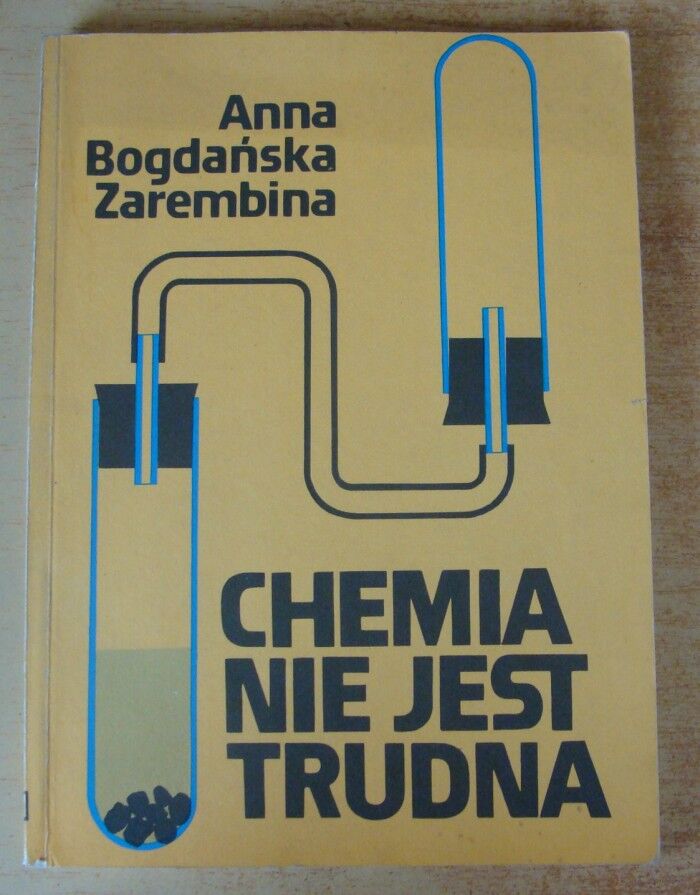 Anna
Bogdańska
Zarembina
CHEMIA
NIE JEST
TRUDNA